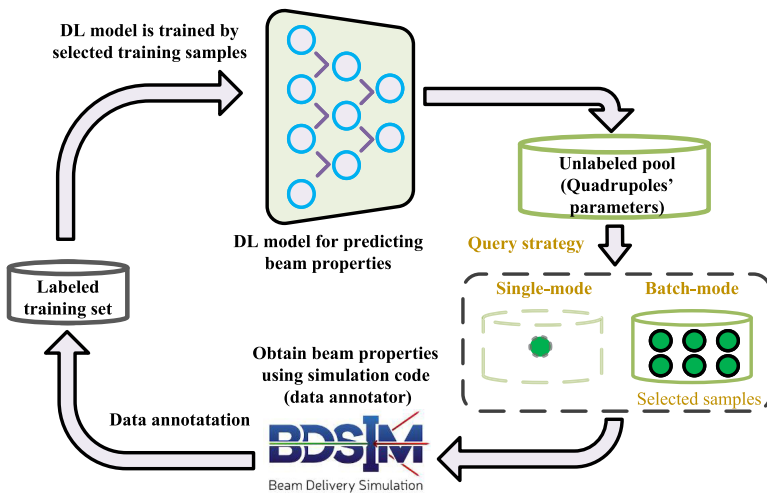 DL model is trained by
selected training samples
DL model for predicting
beam properties
Unlabeled pool
(Quadrupoles'
parameters)
Query strategy
Single-mode
Batch-mode
Selected samples
Obtain beam properties
using simulation code
(data annotator)
BDSIM
Beam Delivery Simulation
Data annotatation
Labeled
training set